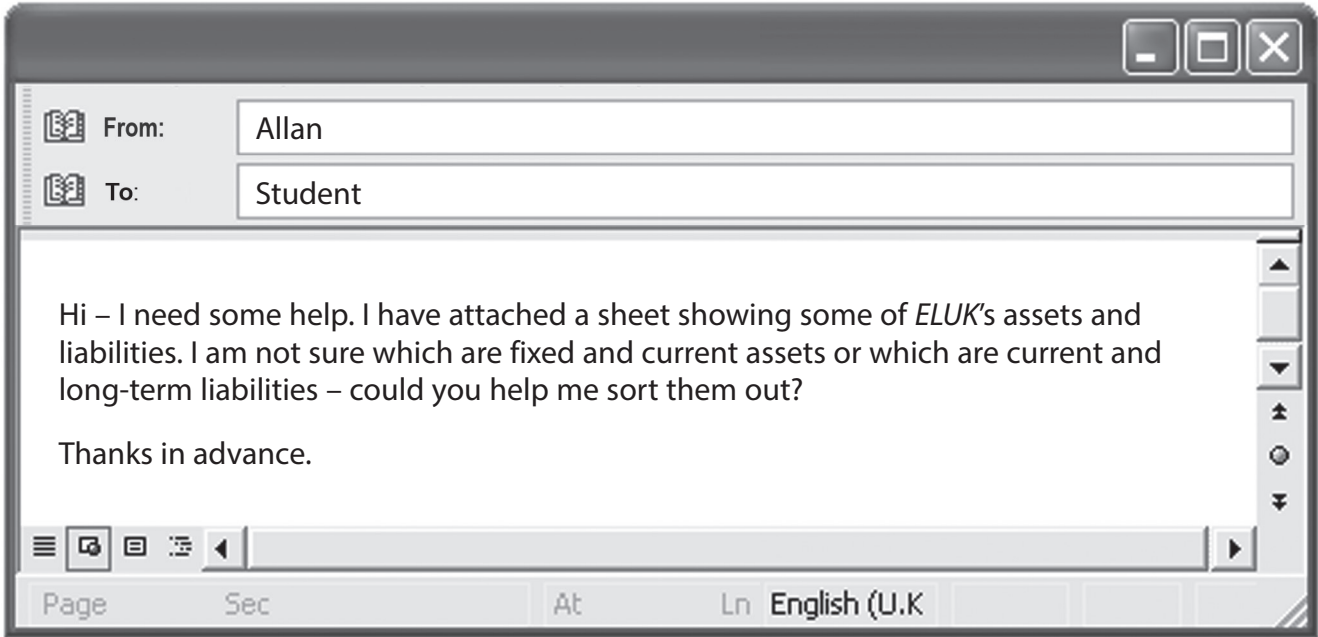 From: Allan
To: Student
Hi – I need some help. I have attached a sheet showing some of ELUK's assets and
liabilities. I am not sure which are fixed and current assets or which are current and
long-term liabilities – could you help me sort them out?
Thanks in advance.
Page Sec At Ln English (U.K